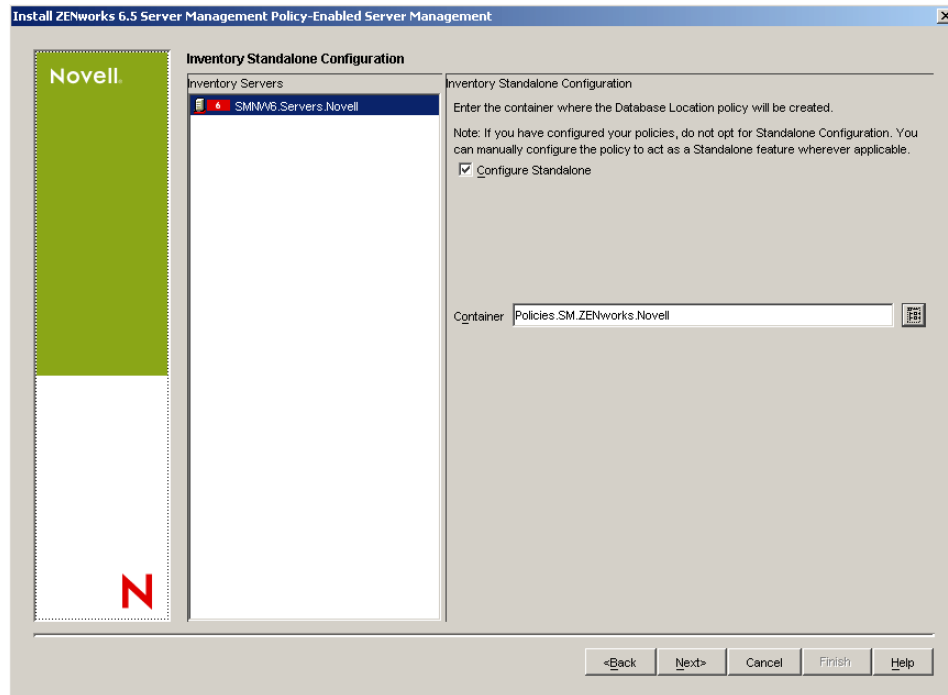 Install ZENworks 6.5 Server Management Policy-Enabled Server Management
Novell.
Inventory Standalone Configuration
Inventory Servers
6 SMNW6.Servers.Novell
Inventory Standalone Configuration
Enter the container where the Database Location policy will be created.
Note: If you have configured your policies, do not opt for Standalone Configuration. You
can manually configure the policy to act as a Standalone feature wherever applicable.
Configure Standalone
Container Policies.SM.ZENworks.Novell
N
«Back Next» Cancel Finish Help